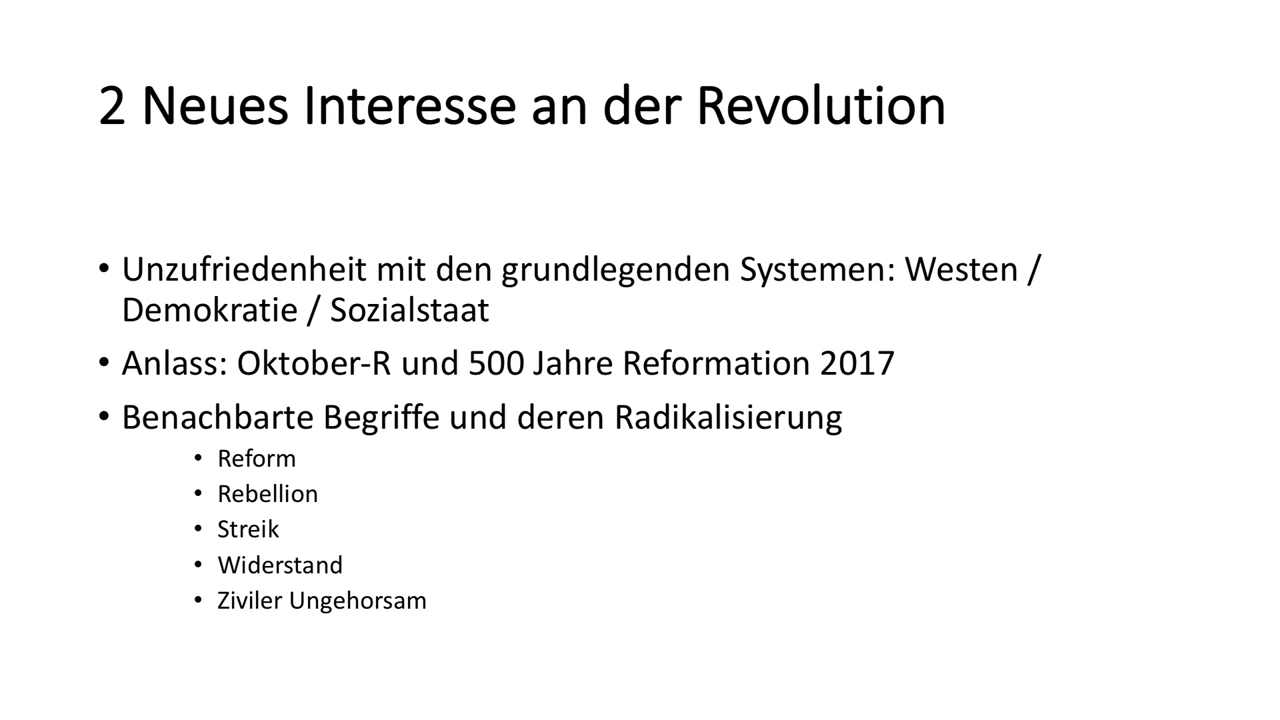 2 Neues Interesse an der Revolution
• Unzufriedenheit mit den grundlegenden Systemen: Westen /
Demokratie / Sozialstaat
• Anlass: Oktober-R und 500 Jahre Reformation 2017
• Benachbarte Begriffe und deren Radikalisierung
• Reform
• Rebellion
• Streik
• Widerstand
• Ziviler Ungehorsam